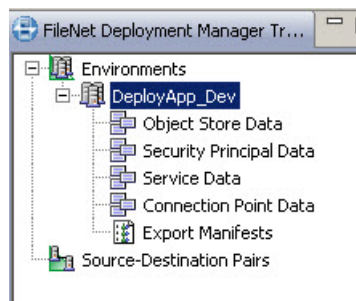 FileNet Deployment Manager Tr...
Environments
DeployApp_Dev
Object Store Data
Security Principal Data
Service Data
Connection Point Data
Export Manifests
Source-Destination Pairs